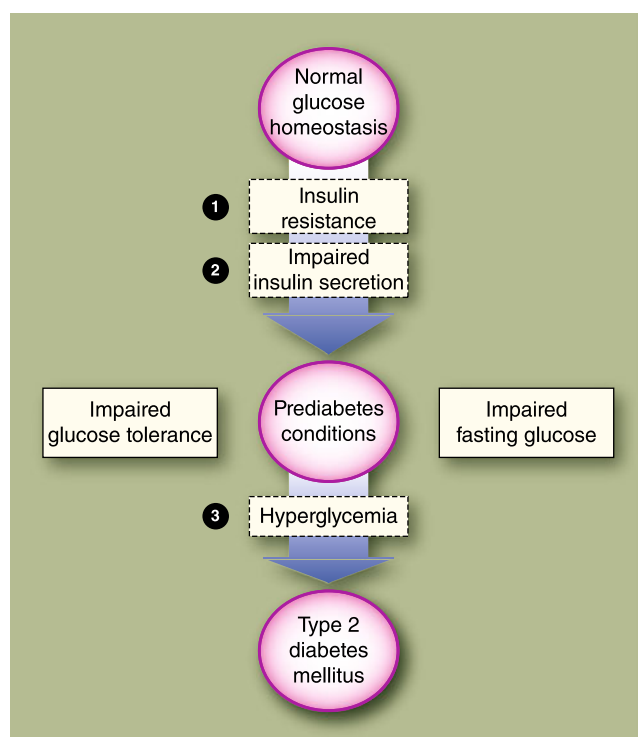 Normal
glucose
homeostasis
1
Insulin
resistance
2
Impaired
insulin secretion
Impaired
glucose tolerance
Prediabetes
conditions
Impaired
fasting glucose
3
Hyperglycemia
Type 2
diabetes
mellitus